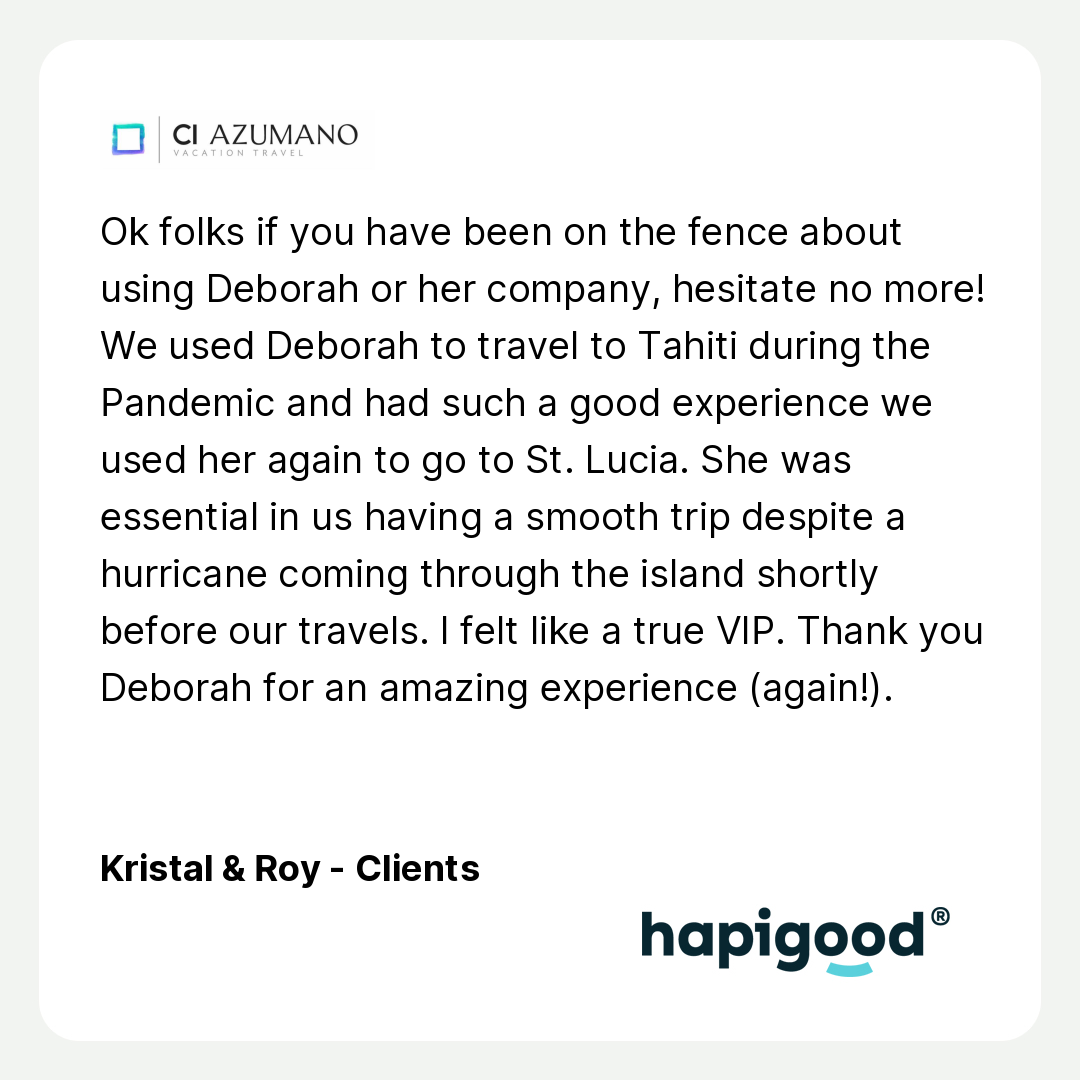 CI AZUMANO
VACATION TRAVEL
Ok folks if you have been on the fence about
using Deborah or her company, hesitate no more!
We used Deborah to travel to Tahiti during the
Pandemic and had such a good experience we
used her again to go to St. Lucia. She was
essential in us having a smooth trip despite a
hurricane coming through the island shortly
before our travels. I felt like a true VIP. Thank you
Deborah for an amazing experience (again!).
Kristal & Roy - Clients
hapigood®